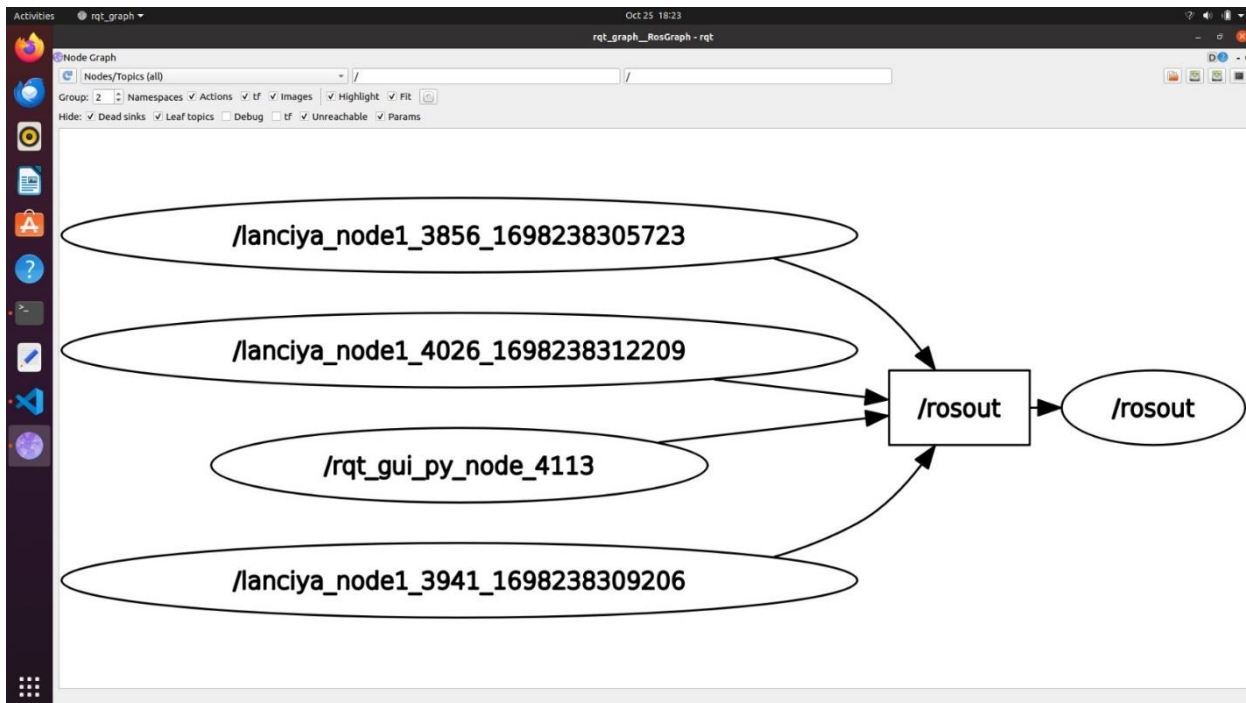 Activities rqt_graph Oct 25 18:23
rqt_graph__RosGraph - rqt
Node Graph
D
Nodes/Topics (all) / /
Group: 2 Namespaces Actions tf Images Highlight Fit
Hide: Dead sinks Leaf topics Debug tf Unreachable Params
/lanciya_node1_3856_1698238305723
/lanciya_node1_4026_1698238312209
/rosout
/rosout
/rqt_gui_py_node_4113
/lanciya_node1_3941_1698238309206